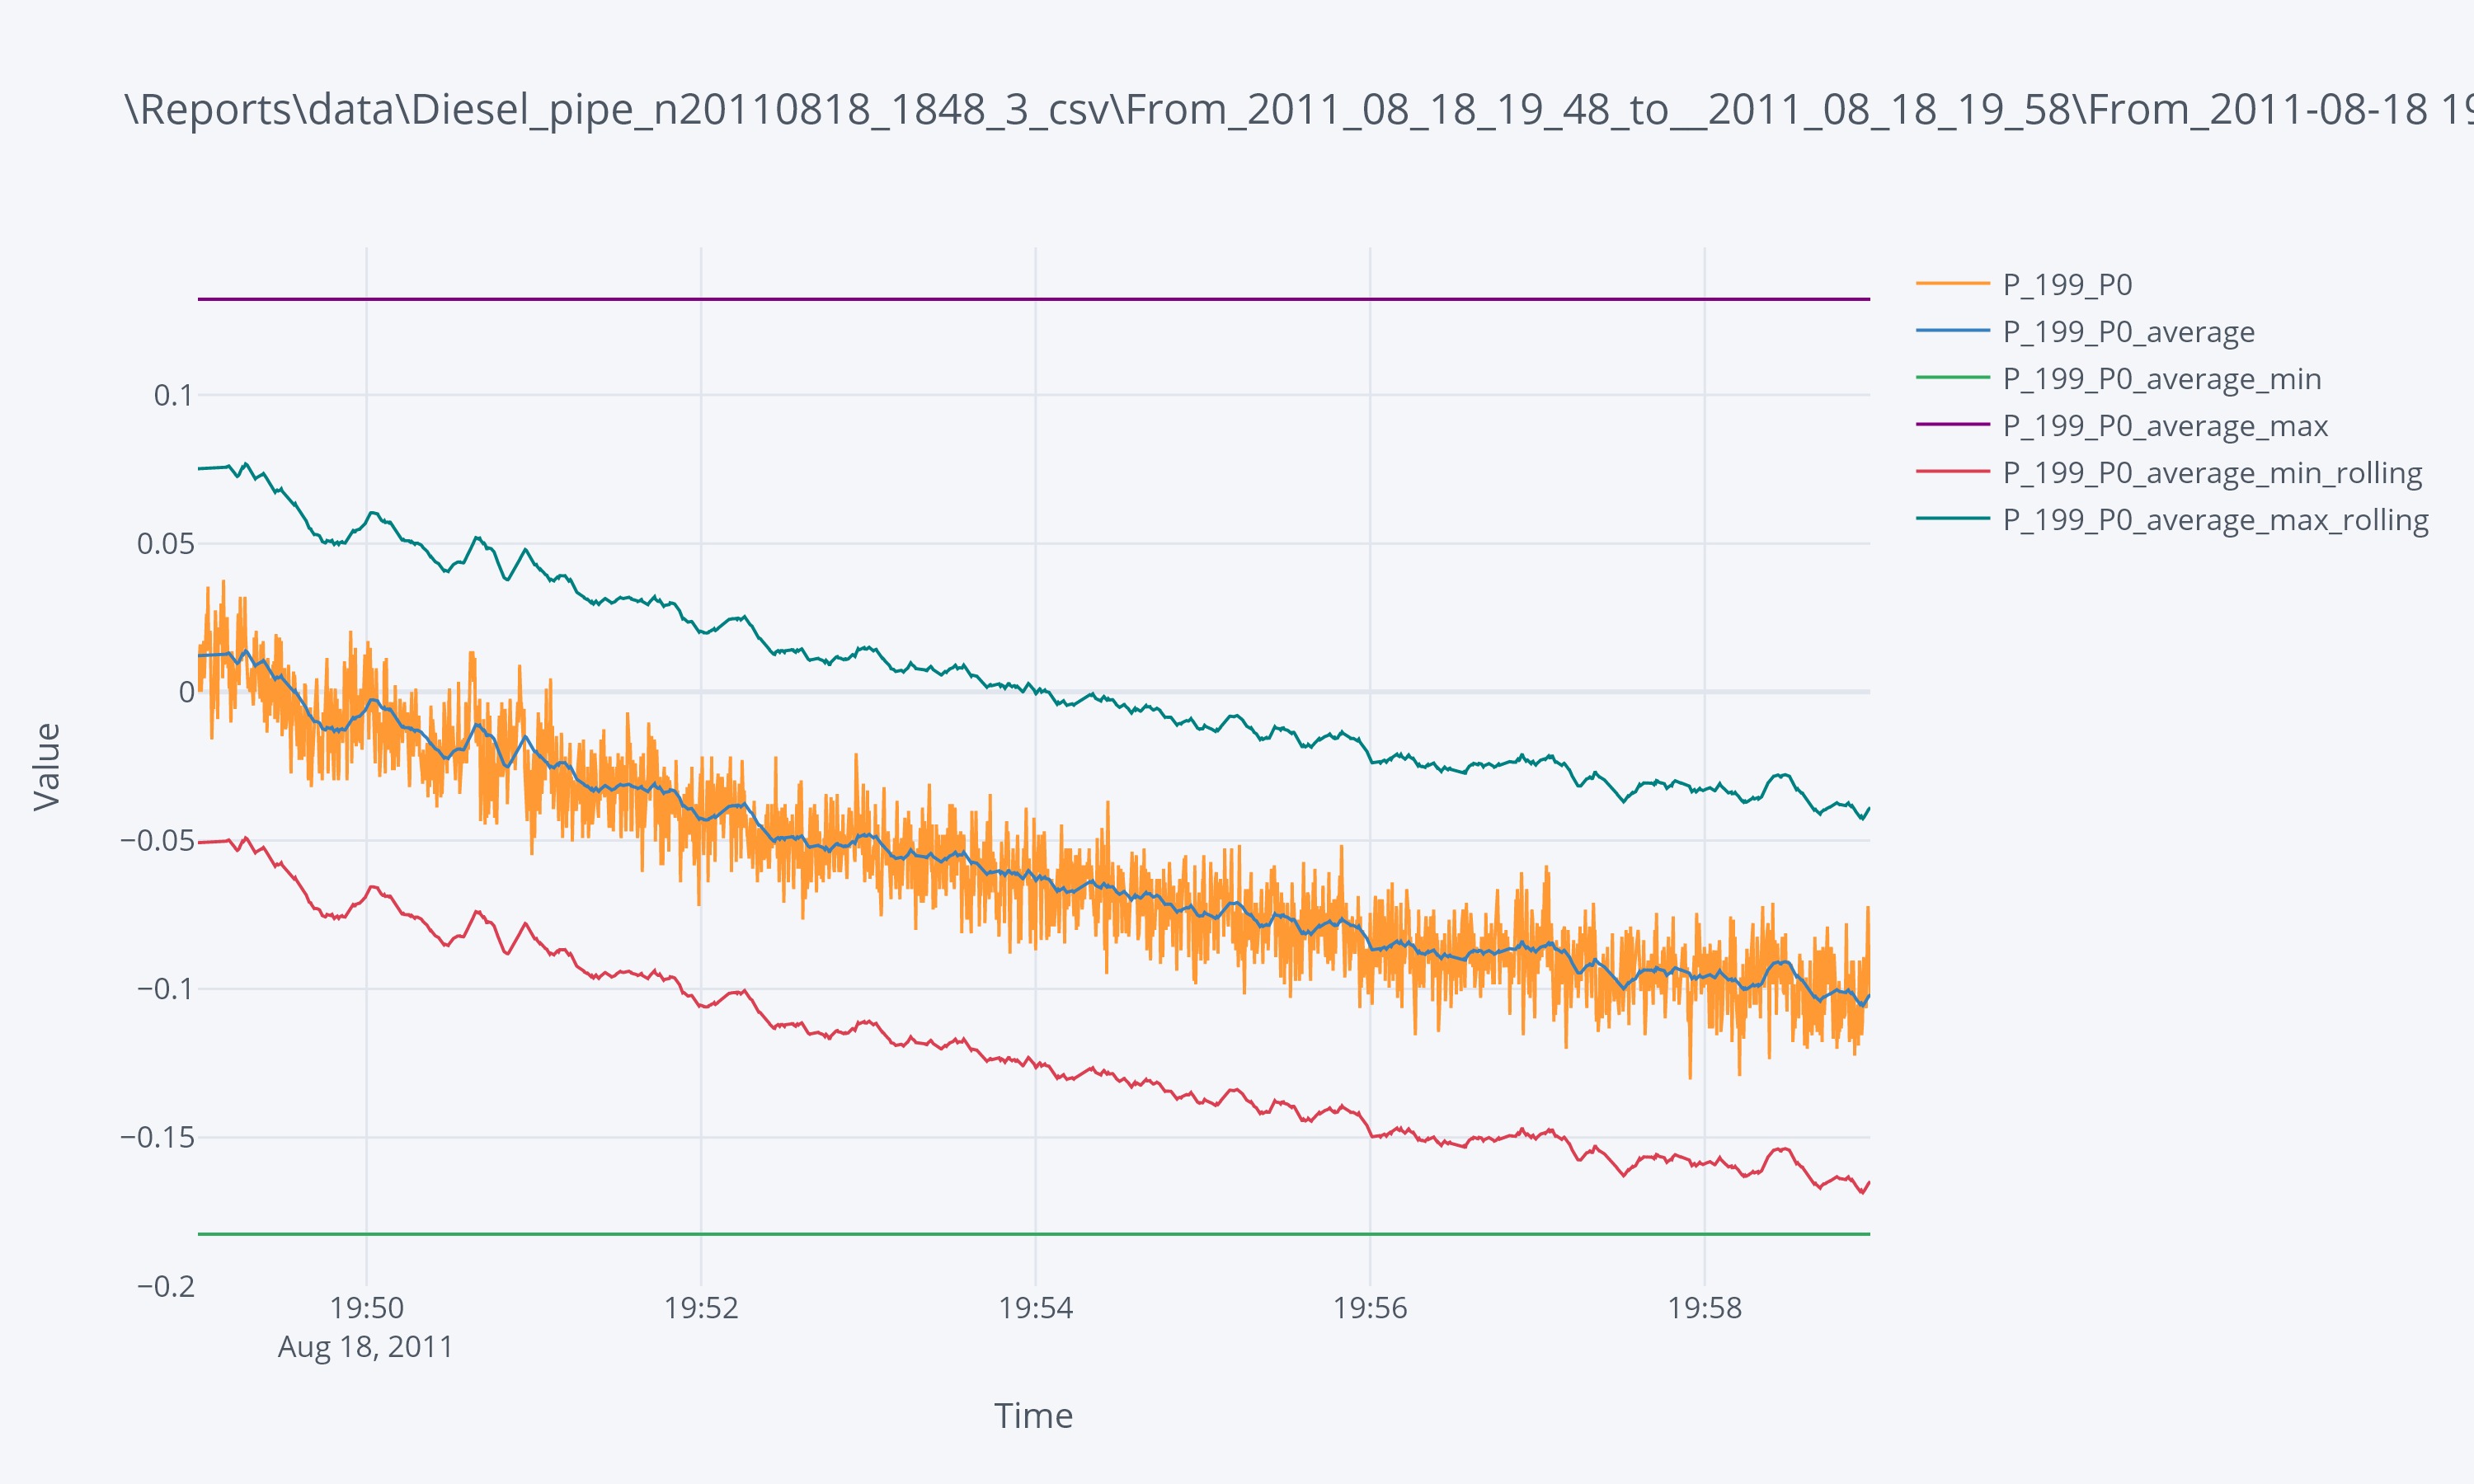 \Reports\data\Diesel_pipe_n20110818_1848_3_csv\From_2011_08_18_19_48_to__2011_08_18_19_58\From_2011-08-18 19
P_199_P0
P_199_P0_average
P_199_P0_average_min
P_199_P0_average_max
P_199_P0_average_min_rolling
P_199_P0_average_max_rolling
0.1
0.05
0
−0.05
−0.1
−0.15
−0.2
Value
19:50
Aug 18, 2011
19:52
19:54
19:56
19:58
Time